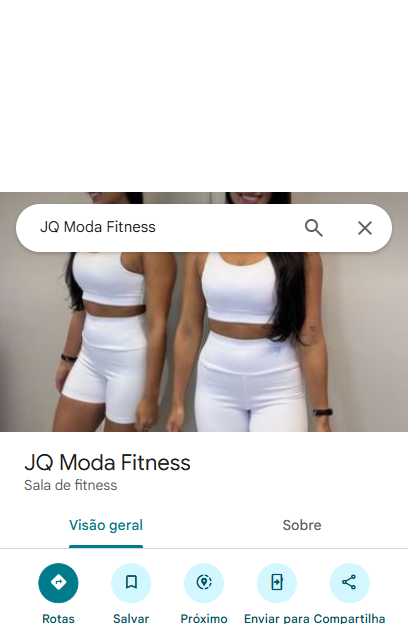 JQ Moda Fitness
JQ Moda Fitness
Sala de fitness
Visão geral Sobre
Rotas Salvar Próximo Enviar para Compartilha